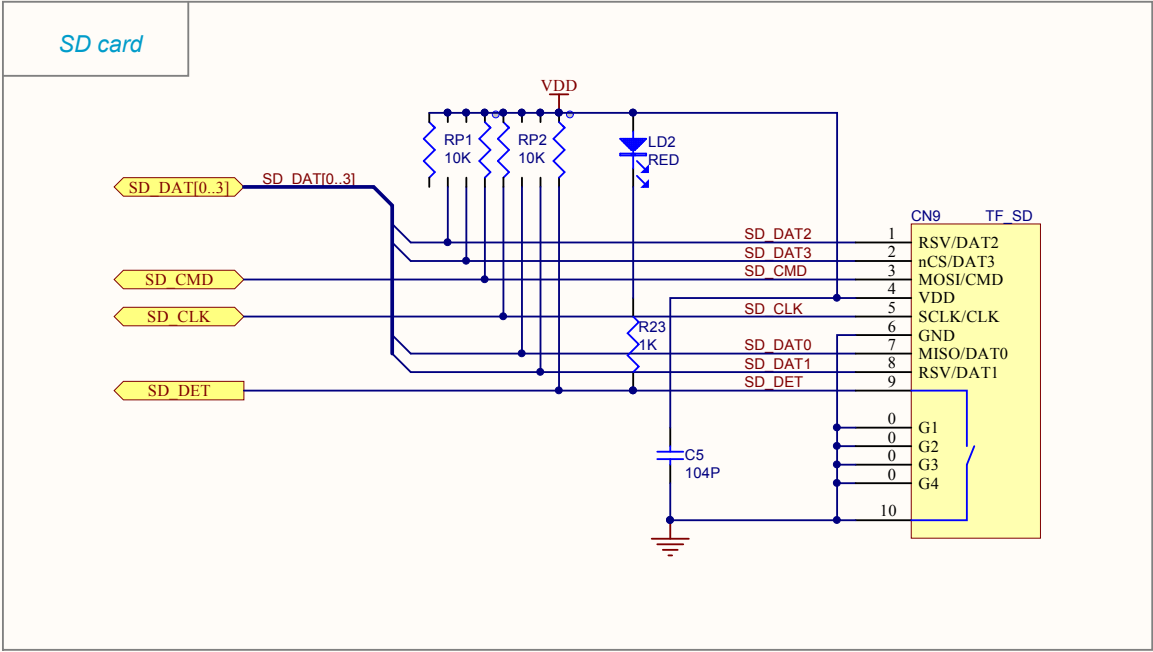 SD card
VDD
RP1
10K
RP2
10K
LD2
RED
SD_DAT[0..3]
SD_DAT[0..3]
SD_CMD
SD_CLK
SD_DET
SD_DAT2
SD_DAT3
SD_CMD
SD_CLK
SD_DAT0
SD_DAT1
SD_DET
R23
1K
C5
104P
CN9 TF_SD
1 RSV/DAT2
2 nCS/DAT3
3 MOSI/CMD
4 VDD
5 SCLK/CLK
6 GND
7 MISO/DAT0
8 RSV/DAT1
9
0 G1
0 G2
0 G3
0 G4
10